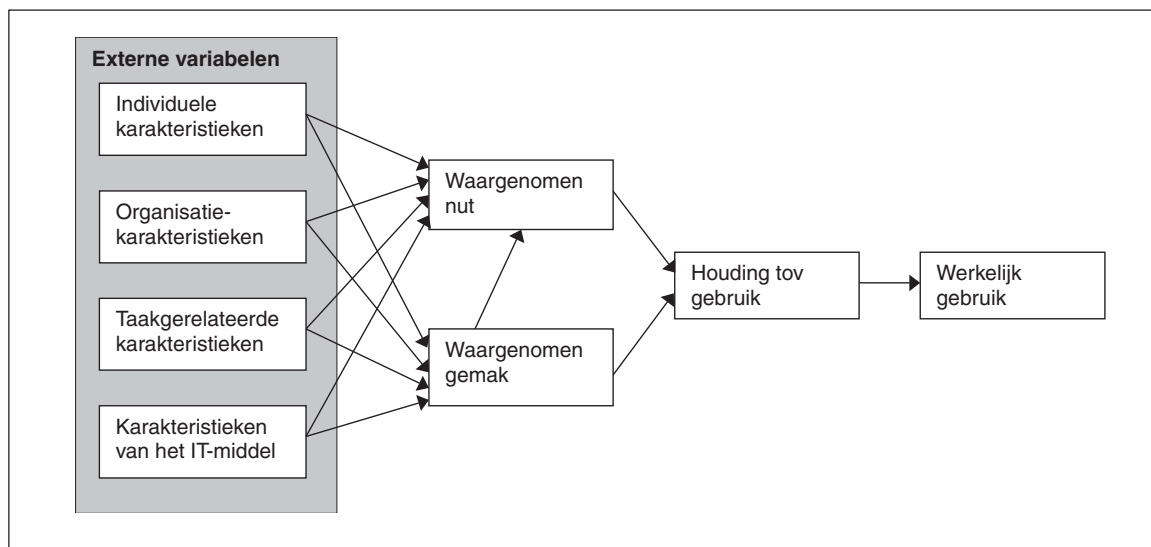 Externe variabelen
Individuele
karakteristieken
Organisatie-
karakteristieken
Taakgerelateerde
karakteristieken
Karakteristieken
van het IT-middel
Waargenomen
nut
Waargenomen
gemak
Houding tov
gebruik
Werkelijk
gebruik